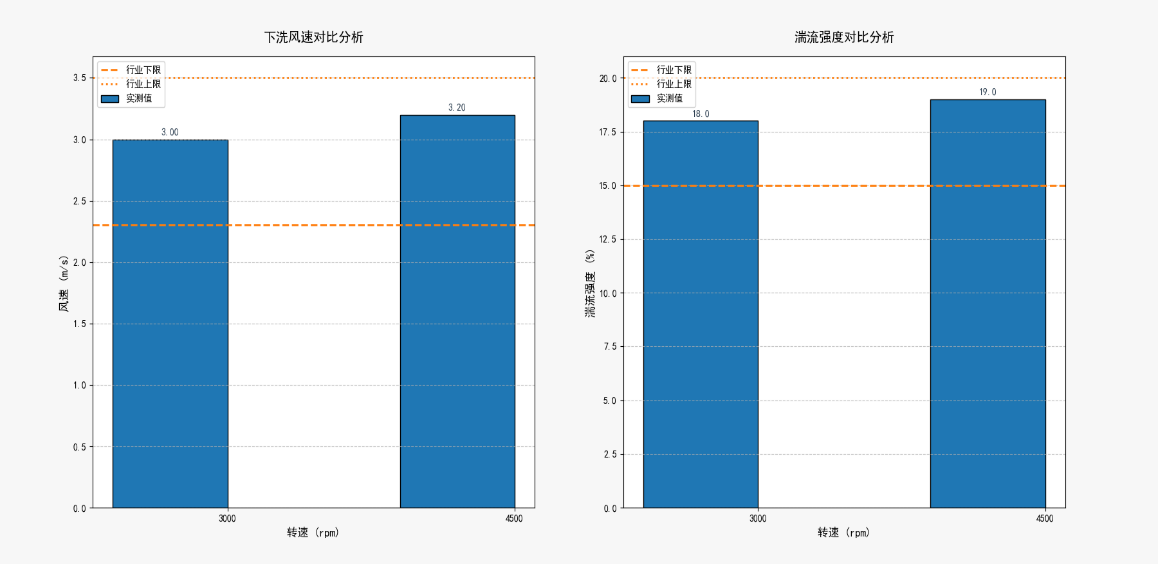 下洗风速对比分析
行业下限
行业上限
实测值
3.5
3.0
2.5
2.0
1.5
1.0
0.5
0.0
风速 (m/s)
3.00
3.20
3000
4500
转速 (rpm)
湍流强度对比分析
行业下限
行业上限
实测值
20.0
17.5
15.0
12.5
10.0
7.5
5.0
2.5
0.0
湍流强度 (%)
18.0
19.0
3000
4500
转速 (rpm)